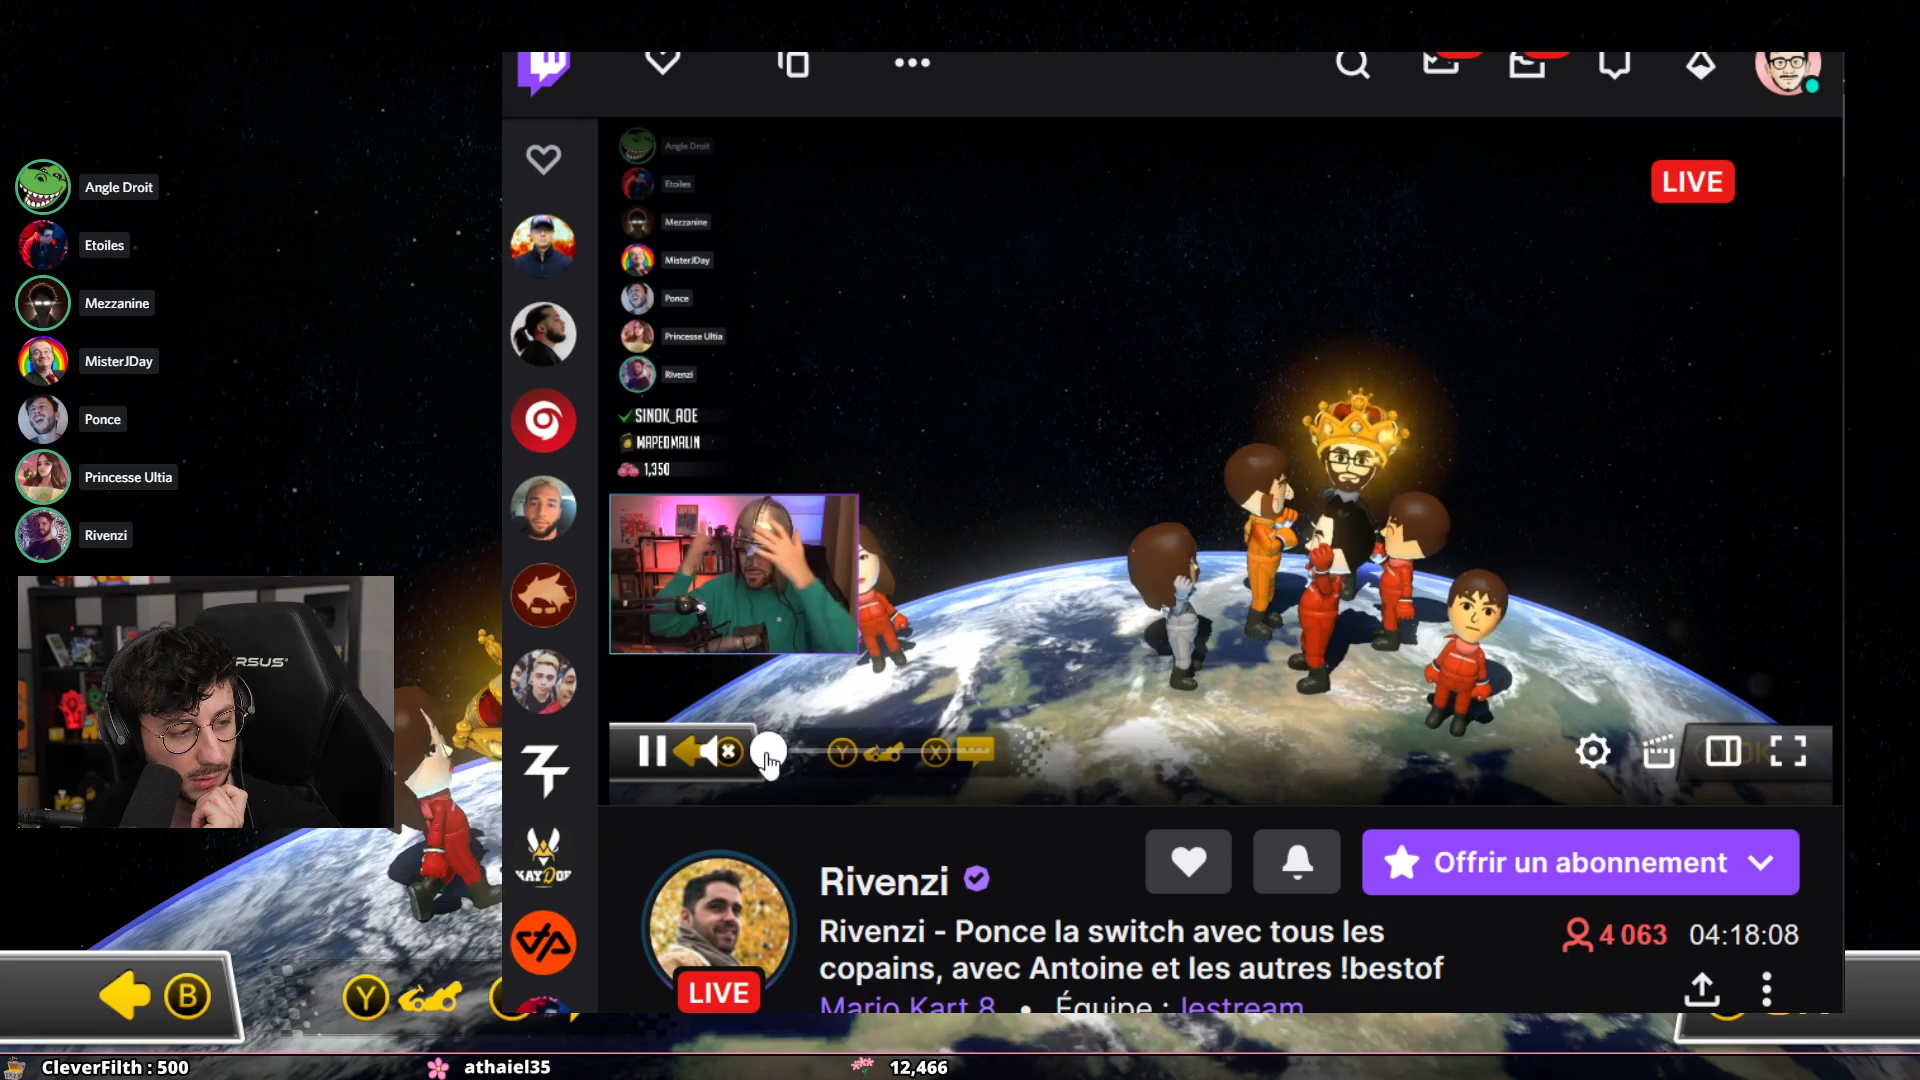 Angle Droit
Etoiles
Mezzanine
MisterJDay
Ponce
Princesse Ultia
Rivenzi
Angle Droit
Etoiles
Mezzanine
MisterJDay
Ponce
Princesse Ultia
Rivenzi
SINOK_AOE
MAPEDMALIN
1,350
LIVE
Y
X
KAYDOP
Rivenzi
Offrir un abonnement
Rivenzi - Ponce la switch avec tous les
copains, avec Antoine et les autres !bestof
4 063
04:18:08
Mario Kart 8 • Équipe : lestream
LIVE
B
Y
CleverFilth : 500
athaiel35
12,466